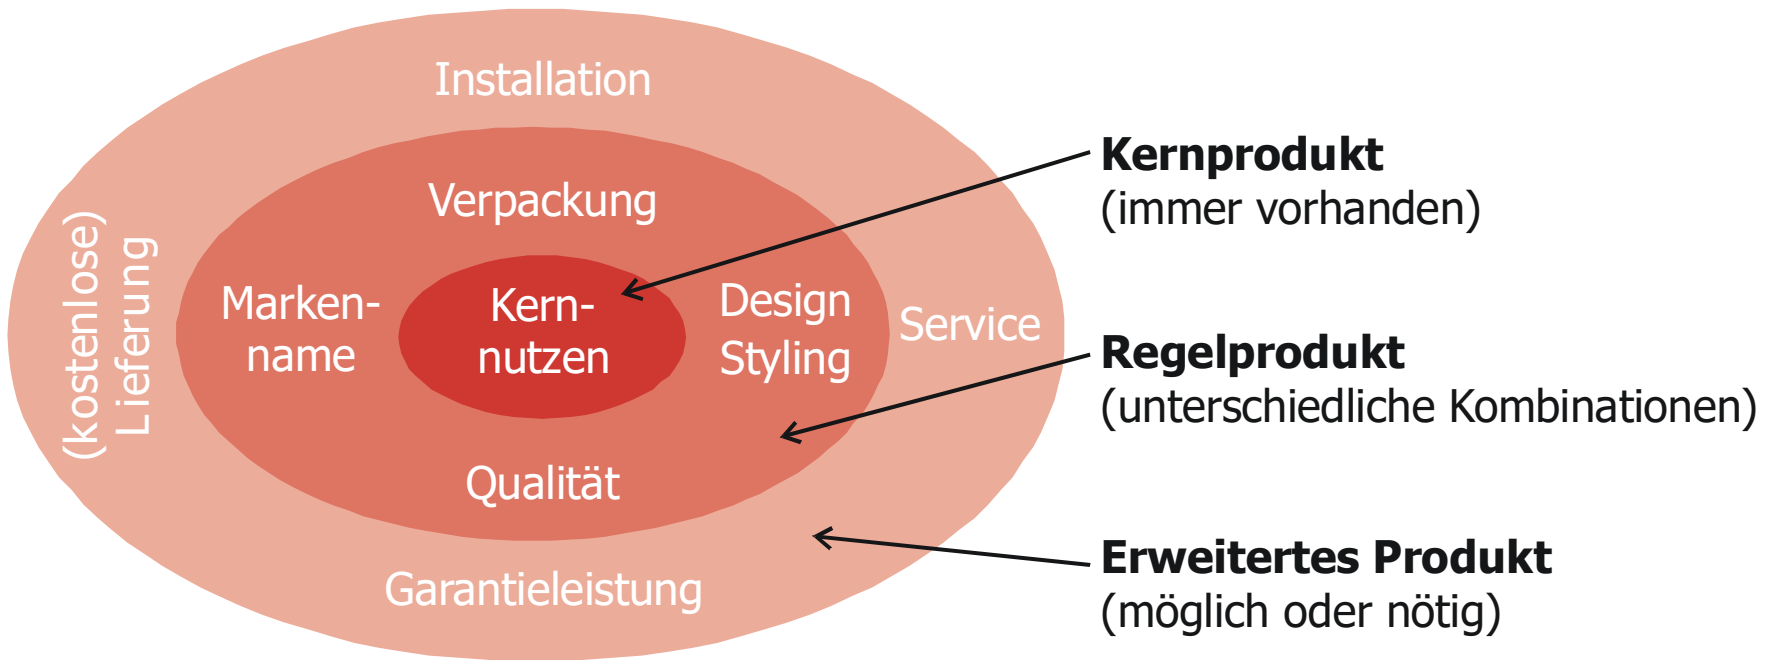 Installation
Verpackung
(kostenlose)
Lieferung
Marken-
name
Kern-
nutzen
Design
Styling
Service
Qualität
Garantieleistung
Kernprodukt
(immer vorhanden)
Regelprodukt
(unterschiedliche Kombinationen)
Erweitertes Produkt
(möglich oder nötig)